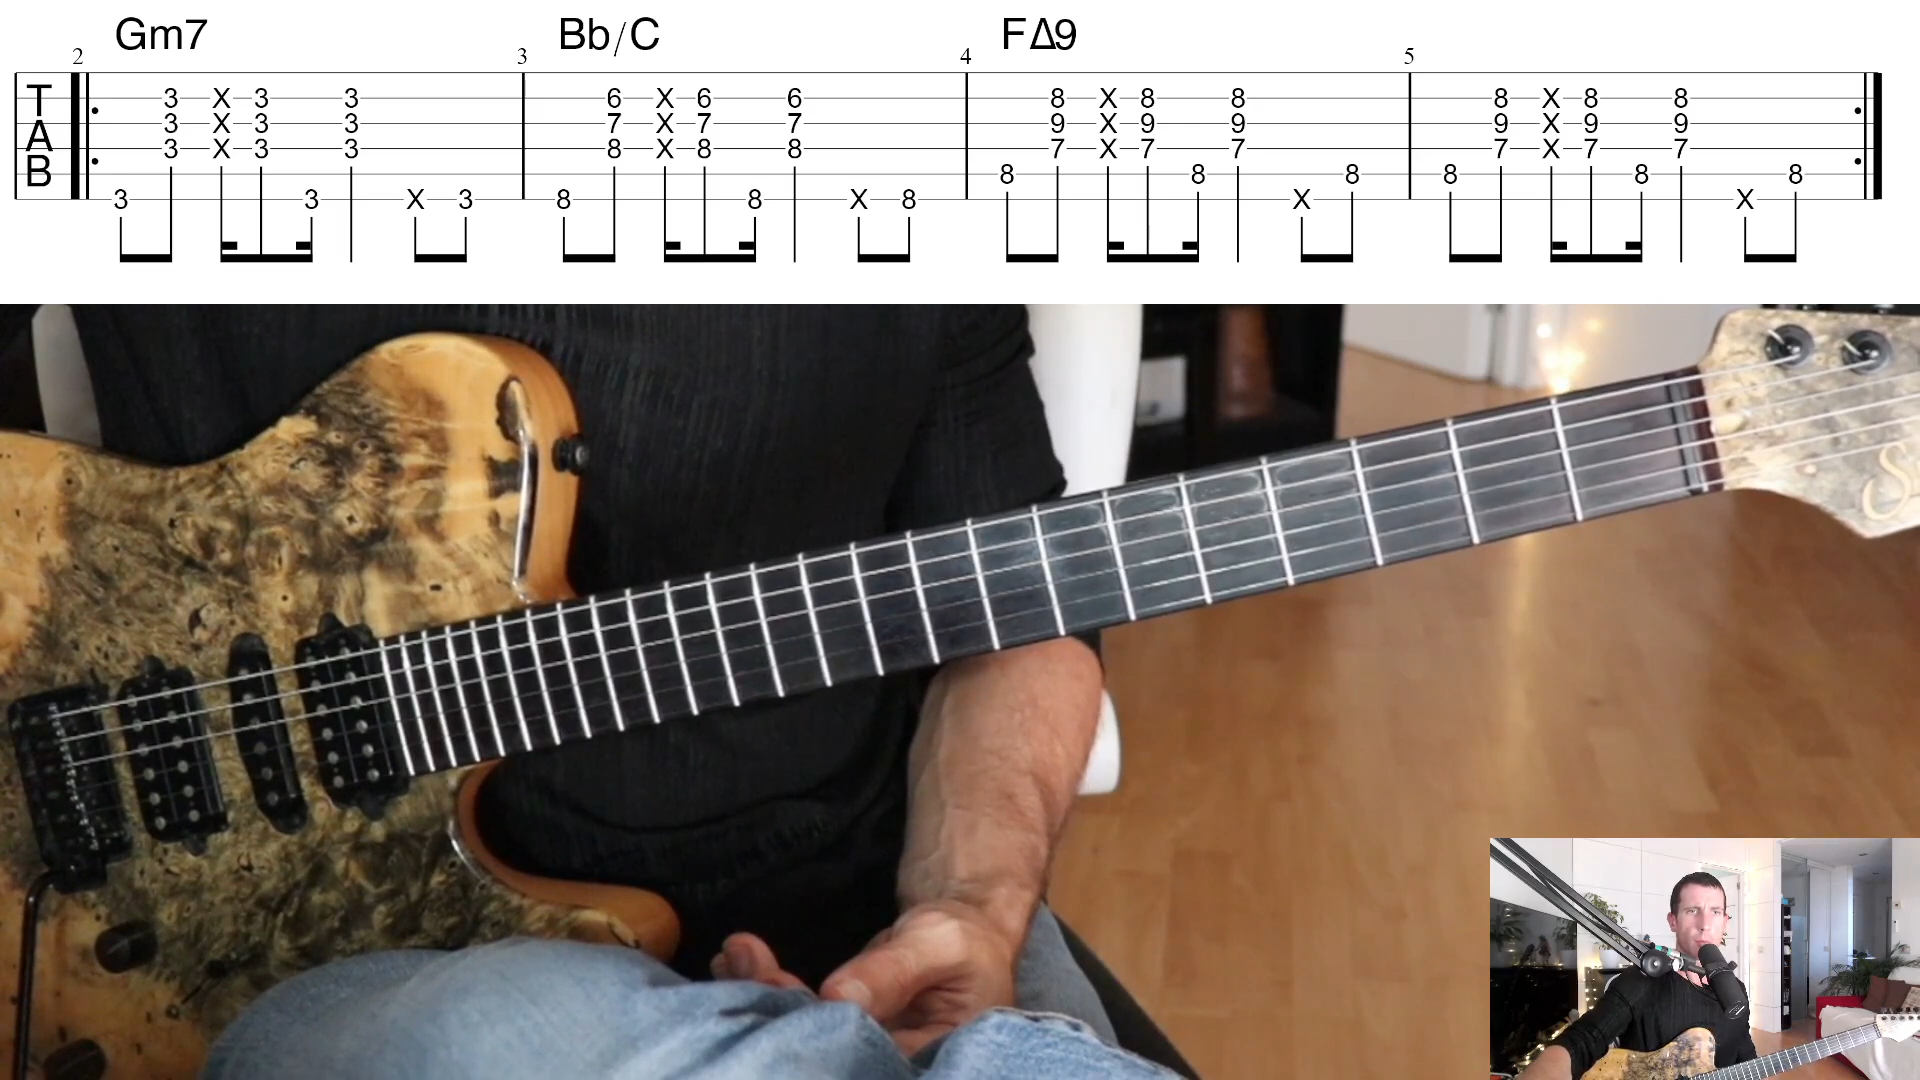 Gm7 Bb/C FΔ9
2 3 4 5
T 3 X 3 3 6 X 6 6 8 X 8 8 8 X 8 8
3 X 3 3 7 X 7 7 9 X 9 9 9 X 9 9
A 3 X 3 3 8 X 8 8 7 X 7 7 7 X 7 7
B 8 8 8 8 8 8
3 3 X 3 8 8 X 8 X X